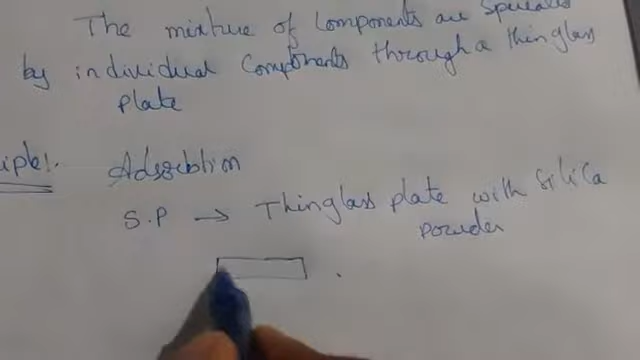 The mixture of components are
by individual Components through a thin glass
plate
iple:- Adsorbtion
S.P → Thin glass plate with Silica
powder